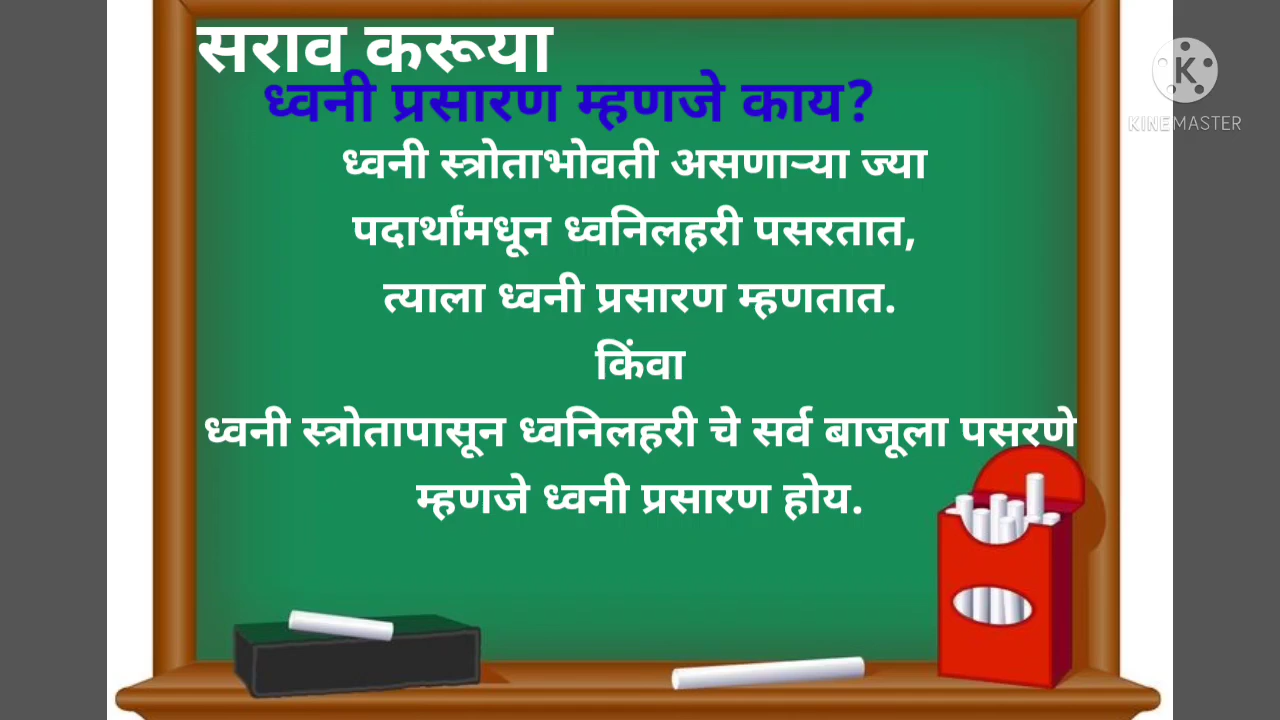 सराव करूया
ध्वनी प्रसारण म्हणजे काय?
ध्वनी स्त्रोताभोवती असणाऱ्या ज्या
पदार्थांमधून ध्वनिलहरी पसरतात,
त्याला ध्वनी प्रसारण म्हणतात.
किंवा
ध्वनी स्त्रोतापासून ध्वनिलहरी चे सर्व बाजूला पसरणे
म्हणजे ध्वनी प्रसारण होय.
K
KINEMASTER